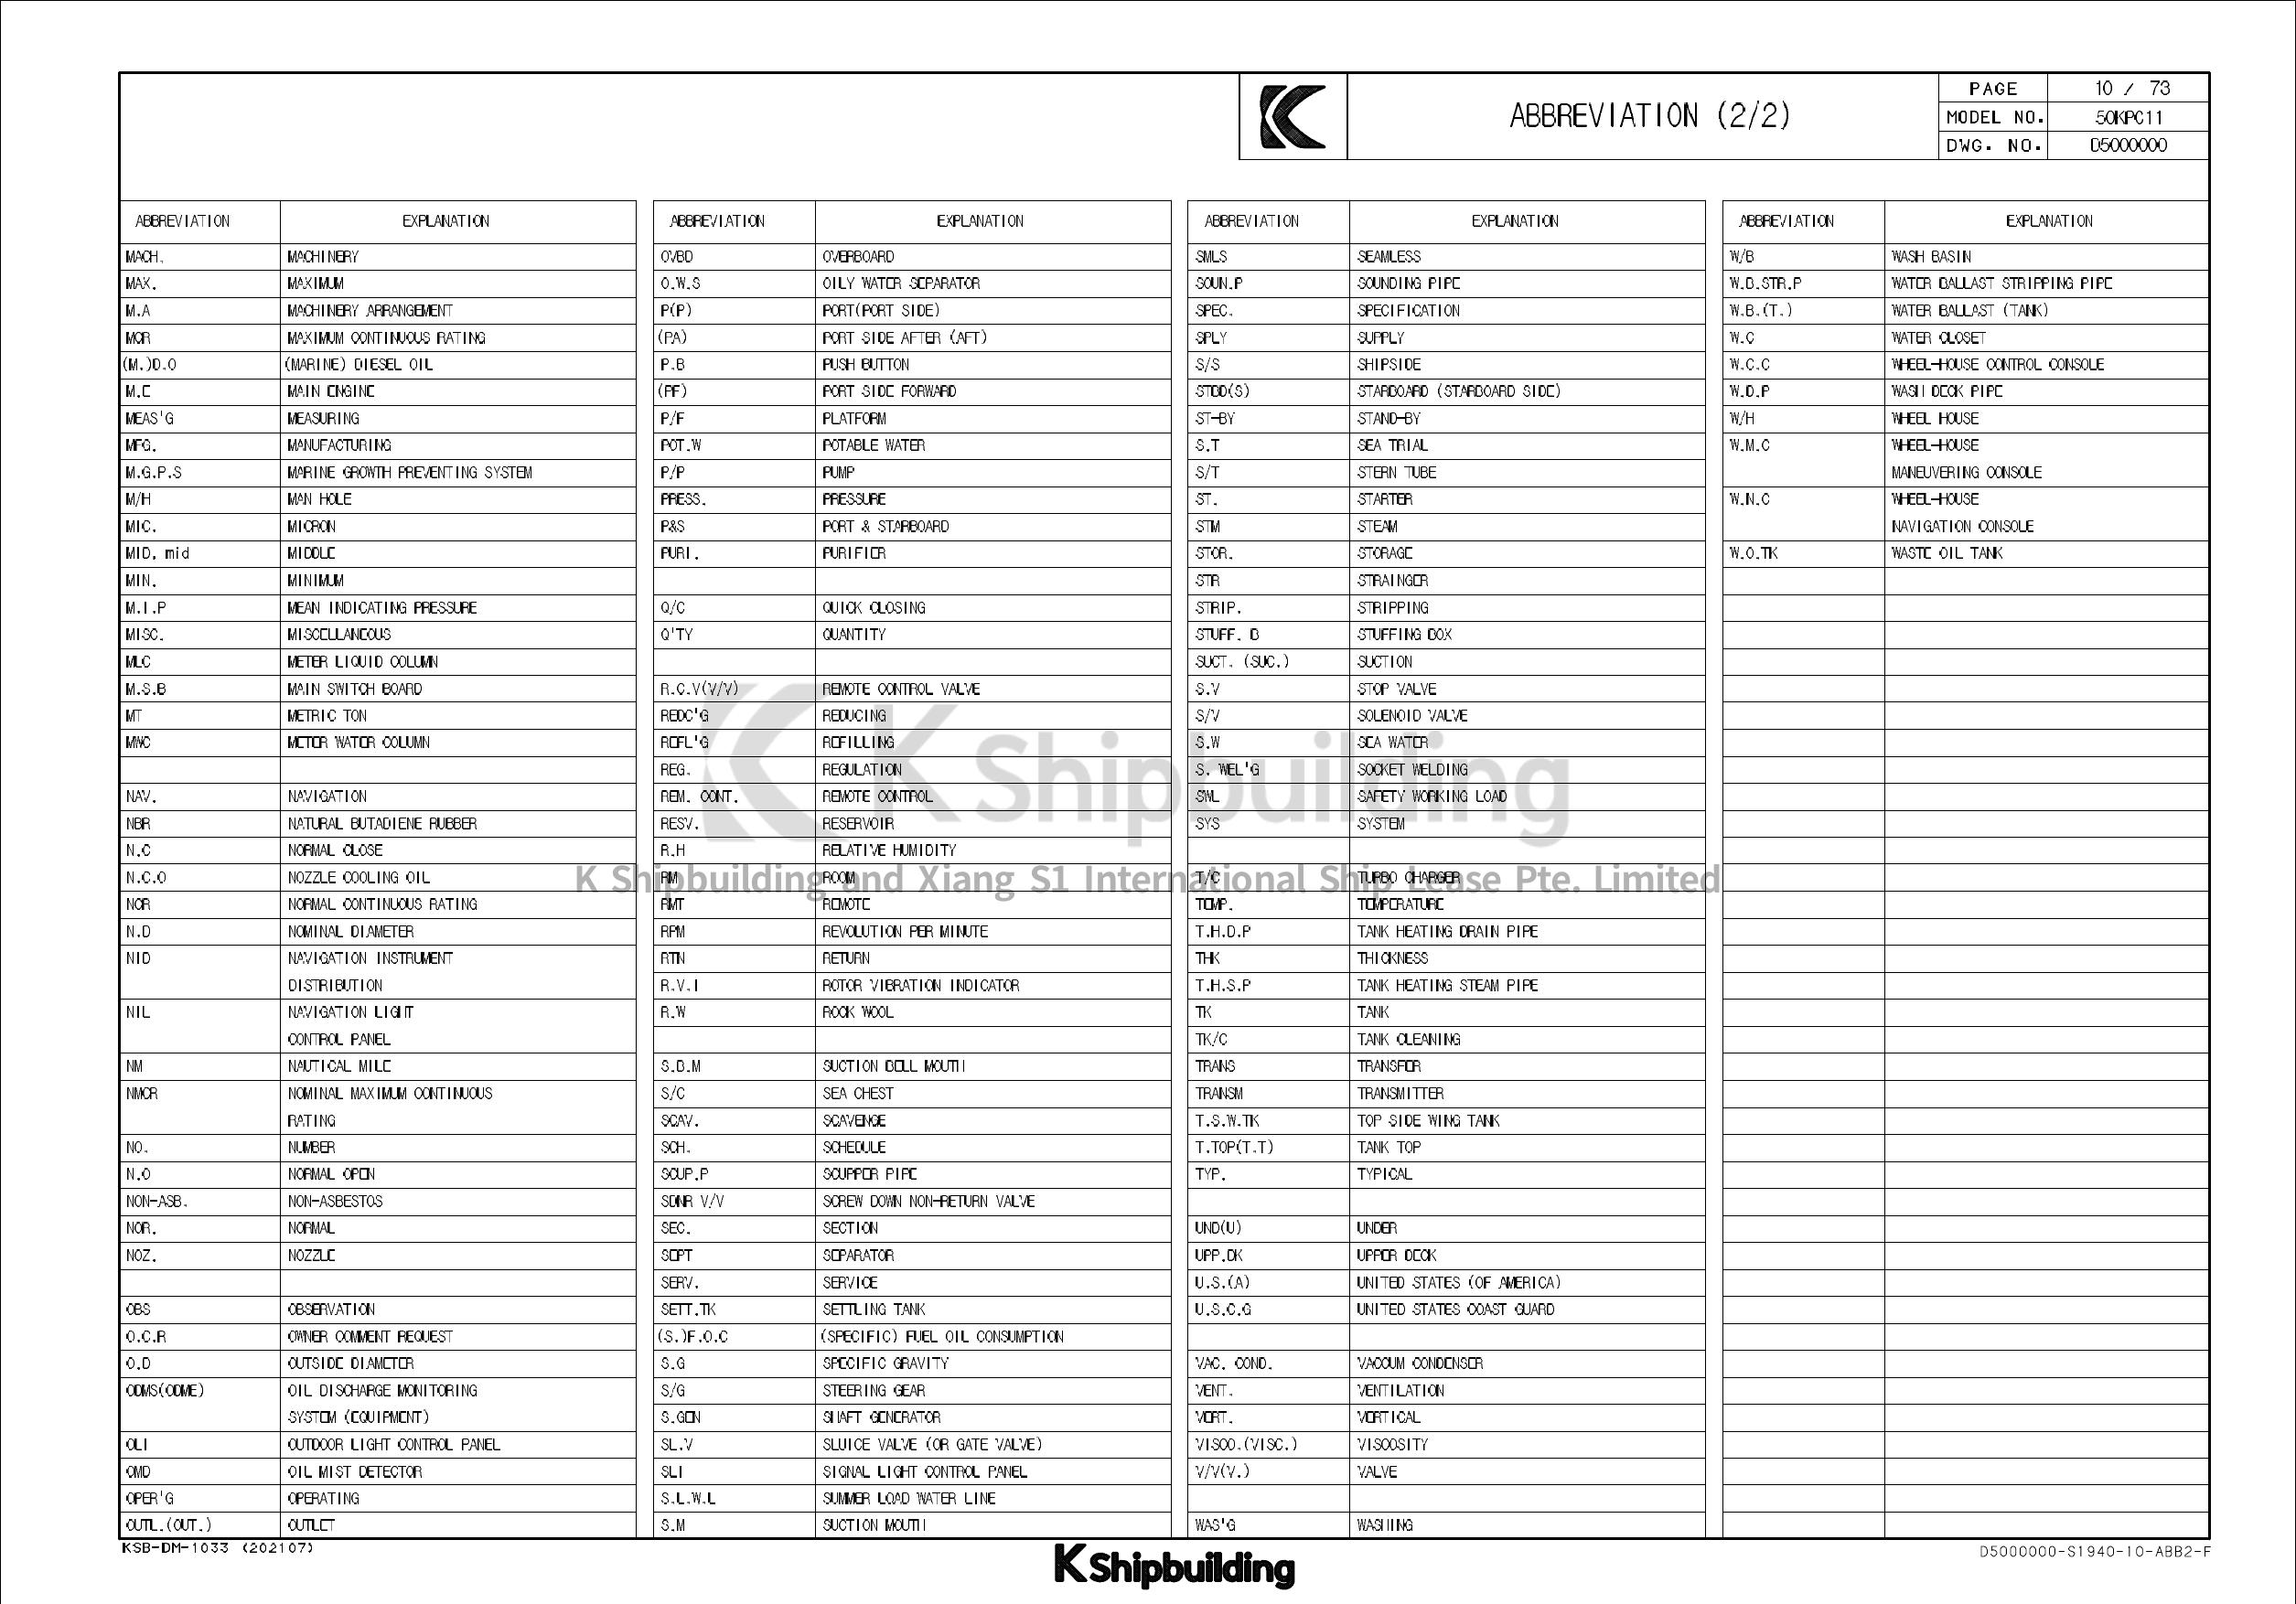 ABBREVIATION (2/2)
PAGE 10 / 73
MODEL NO. 50KPC11
DWG. NO. D5000000
ABBREVIATION EXPLANATION
MACH. MACHINERY
MAX. MAXIMUM
M.A MACHINERY ARRANGEMENT
MCR MAXIMUM CONTINUOUS RATING
(M.)D.O (MARINE) DIESEL OIL
M.E MAIN ENGINE
MEAS'G MEASURING
MFG. MANUFACTURING
M.G.P.S MARINE GROWTH PREVENTING SYSTEM
M/H MAN HOLE
MIC. MICRON
MID, mid MIDDLE
MIN. MINIMUM
M.I.P MEAN INDICATING PRESSURE
MISC. MISCELLANEOUS
MLC METER LIQUID COLUMN
M.S.B MAIN SWITCH BOARD
MT METRIC TON
MWC METER WATER COLUMN
NAV. NAVIGATION
NBR NATURAL BUTADIENE RUBBER
N.C NORMAL CLOSE
N.C.O NOZZLE COOLING OIL
NCR NORMAL CONTINUOUS RATING
N.D NOMINAL DIAMETER
NID NAVIGATION INSTRUMENT
DISTRIBUTION
NIL NAVIGATION LIGHT
CONTROL PANEL
NM NAUTICAL MILE
NMCR NOMINAL MAXIMUM CONTINUOUS
RATING
NO. NUMBER
N.O NORMAL OPEN
NON-ASB. NON-ASBESTOS
NOR. NORMAL
NOZ. NOZZLE
OBS OBSERVATION
O.C.R OWNER COMMENT REQUEST
O.D OUTSIDE DIAMETER
ODMS(ODME) OIL DISCHARGE MONITORING
SYSTEM (EQUIPMENT)
OLI OUTDOOR LIGHT CONTROL PANEL
OMD OIL MIST DETECTOR
OPER'G OPERATING
OUTL.(OUT.) OUTLET
ABBREVIATION EXPLANATION
OVBD OVERBOARD
O.W.S OILY WATER SEPARATOR
P(P) PORT(PORT SIDE)
(PA) PORT SIDE AFTER (AFT)
P.B PUSH BUTTON
(PF) PORT SIDE FORWARD
P/F PLATFORM
POT.W POTABLE WATER
P/P PUMP
PRESS. PRESSURE
P&S PORT & STARBOARD
PURI. PURIFIER
Q/C QUICK CLOSING
Q'TY QUANTITY
R.C.V(V/V) REMOTE CONTROL VALVE
REDC'G REDUCING
REFL'G REFILLING
REG. REGULATION
REM. CONT. REMOTE CONTROL
RESV. RESERVOIR
R.H RELATIVE HUMIDITY
RM ROOM
RMT REMOTE
RPM REVOLUTION PER MINUTE
RTN RETURN
R.V.I ROTOR VIBRATION INDICATOR
R.W ROCK WOOL
S.B.M SUCTION BELL MOUTH
S/C SEA CHEST
SCAV. SCAVENGE
SCH. SCHEDULE
SCUP.P SCUPPER PIPE
SDNR V/V SCREW DOWN NON-RETURN VALVE
SEC. SECTION
SEPT SEPARATOR
SERV. SERVICE
SETT.TK SETTLING TANK
(S.)F.O.C (SPECIFIC) FUEL OIL CONSUMPTION
S.G SPECIFIC GRAVITY
S/G STEERING GEAR
S.GEN SHAFT GENERATOR
SL.V SLUICE VALVE (OR GATE VALVE)
SLI SIGNAL LIGHT CONTROL PANEL
S.L.W.L SUMMER LOAD WATER LINE
S.M SUCTION MOUTH
ABBREVIATION EXPLANATION
SMLS SEAMLESS
SOUN.P SOUNDING PIPE
SPEC. SPECIFICATION
SPLY SUPPLY
S/S SHIPSIDE
STBD(S) STARBOARD (STARBOARD SIDE)
ST-BY STAND-BY
S.T SEA TRIAL
S/T STERN TUBE
ST. STARTER
STM STEAM
STOR. STORAGE
STR STRAINGER
STRIP. STRIPPING
STUFF. B STUFFING BOX
SUCT. (SUC.) SUCTION
S.V STOP VALVE
S/V SOLENOID VALVE
S.W SEA WATER
S. WEL'G SOCKET WELDING
SWL SAFETY WORKING LOAD
SYS SYSTEM
T/C TURBO CHARGER
TEMP. TEMPERATURE
T.H.D.P TANK HEATING DRAIN PIPE
THK THICKNESS
T.H.S.P TANK HEATING STEAM PIPE
TK TANK
TK/C TANK CLEANING
TRANS TRANSFER
TRANSM TRANSMITTER
T.S.W.TK TOP SIDE WING TANK
T.TOP(T.T) TANK TOP
TYP. TYPICAL
UND(U) UNDER
UPP.DK UPPER DECK
U.S.(A) UNITED STATES (OF AMERICA)
U.S.C.G UNITED STATES COAST GUARD
VAC. COND. VACCUM CONDENSER
VENT. VENTILATION
VERT. VERTICAL
VISCO.(VISC.) VISCOSITY
V/V(V.) VALVE
WAS'G WASHING
ABBREVIATION EXPLANATION
W/B WASH BASIN
W.B.STR.P WATER BALLAST STRIPPING PIPE
W.B.(T.) WATER BALLAST (TANK)
W.C WATER CLOSET
W.C.C WHEEL-HOUSE CONTROL CONSOLE
W.D.P WASH DECK PIPE
W/H WHEEL HOUSE
W.M.C WHEEL-HOUSE
MANEUVERING CONSOLE
W.N.C WHEEL-HOUSE
NAVIGATION CONSOLE
W.O.TK WASTE OIL TANK
K Shipbuilding
K Shipbuilding and Xiang S1 International Ship Lease Pte. Limited
KSB-DM-1033 (202107)
K Shipbuilding
D5000000-S1940-10-ABB2-F